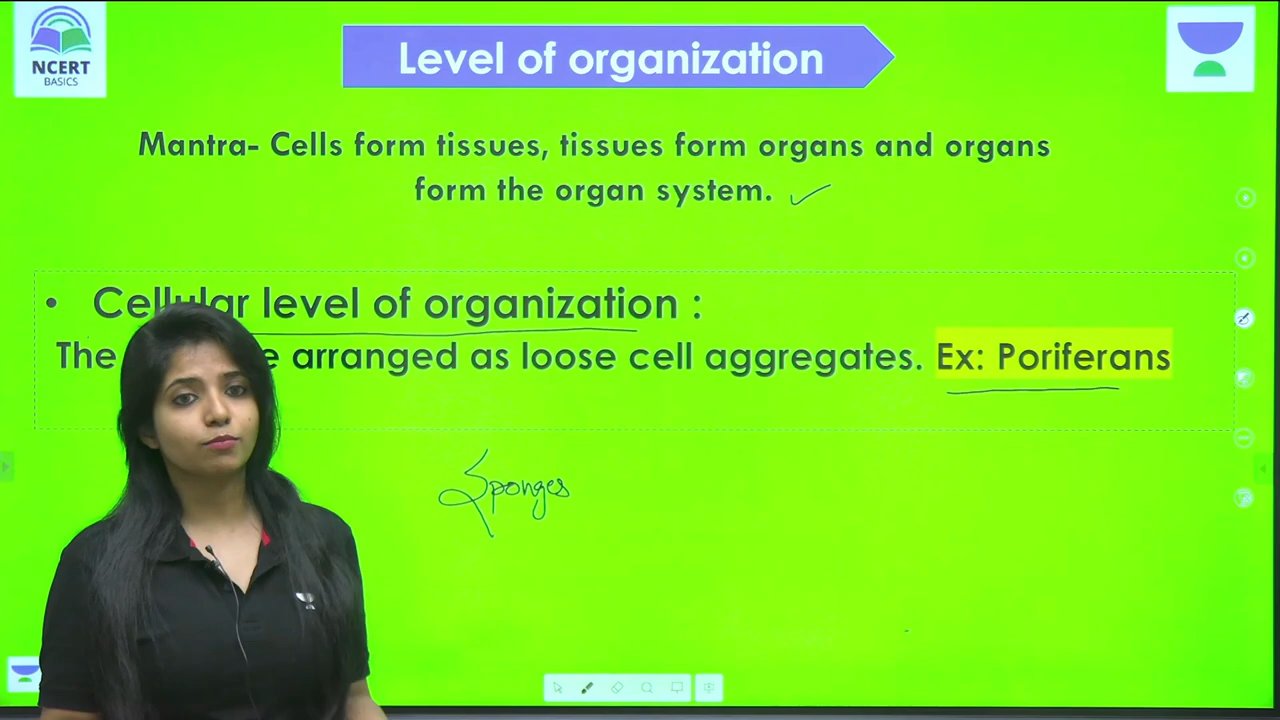 NCERT
BASICS
Level of organization
Mantra- Cells form tissues, tissues form organs and organs
form the organ system.
• Cellular level of organization :
The arranged as loose cell aggregates. Ex: Poriferans
Sponges